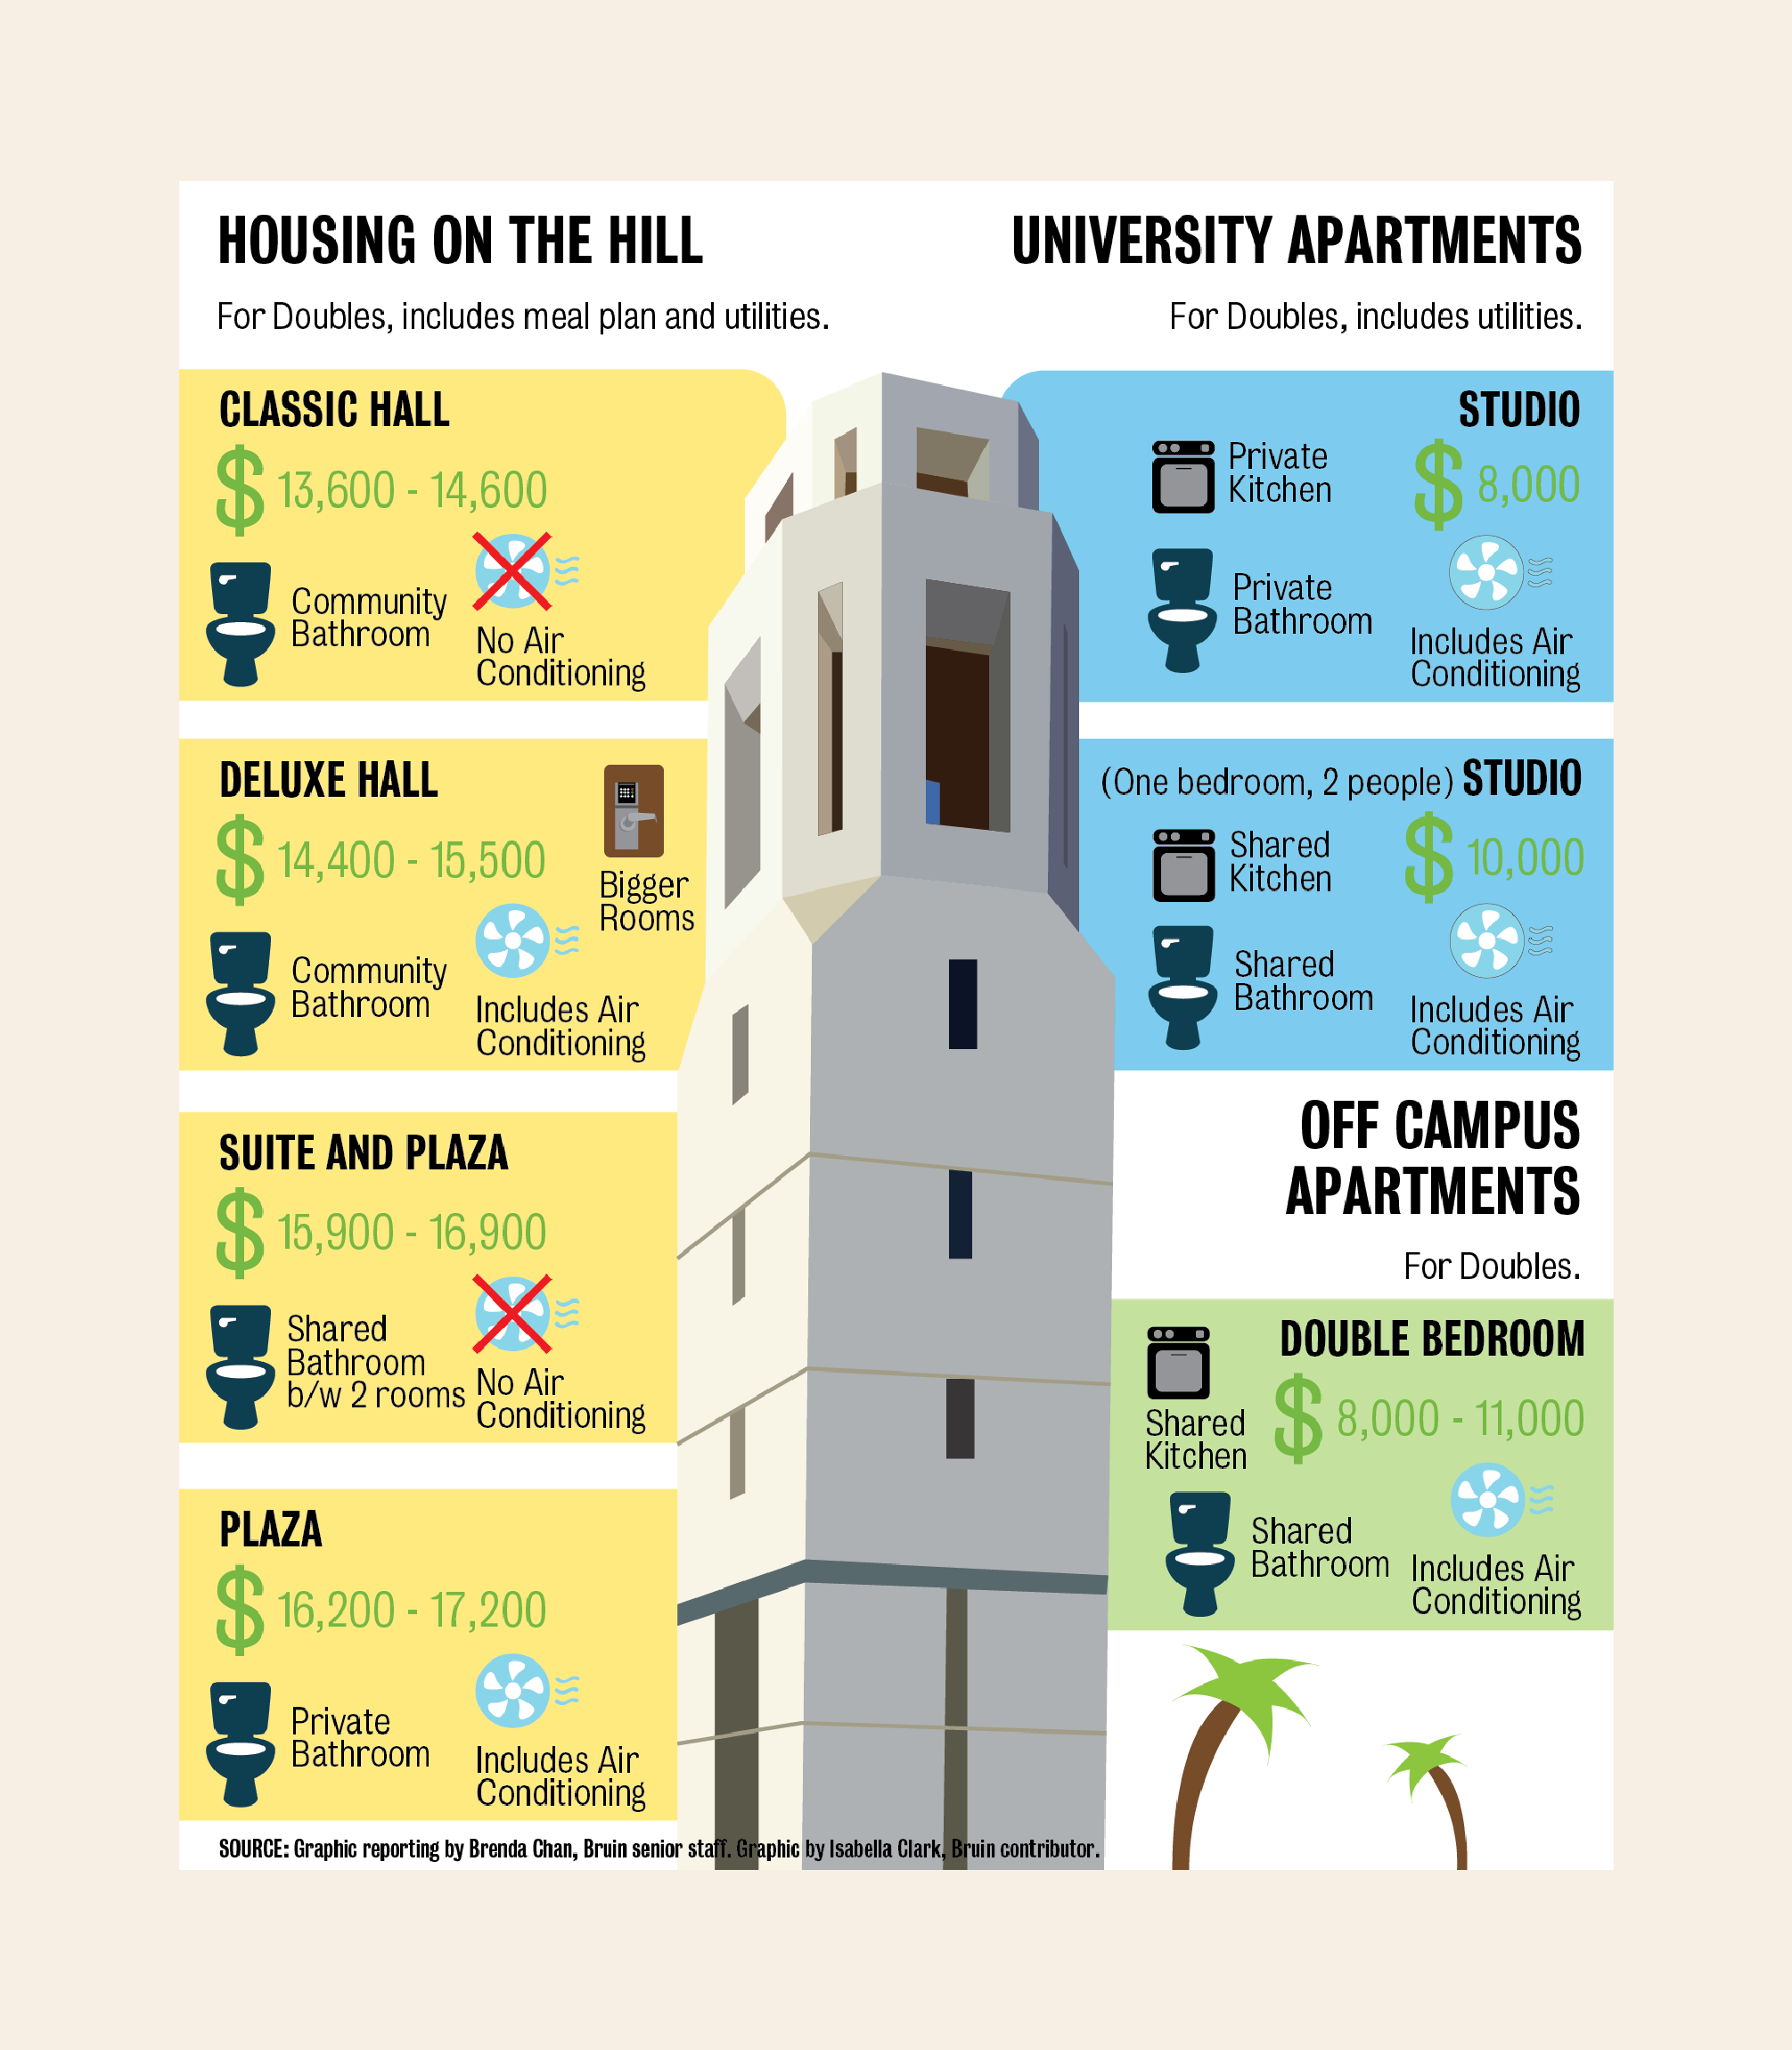 HOUSING ON THE HILL
For Doubles, includes meal plan and utilities.
CLASSIC HALL
$ 13,600 - 14,600
Community
Bathroom
No Air
Conditioning
DELUXE HALL
$ 14,400 - 15,500
Bigger
Rooms
Community
Bathroom
Includes Air
Conditioning
SUITE AND PLAZA
$ 15,900 - 16,900
Shared
Bathroom
b/w 2 rooms
No Air
Conditioning
PLAZA
$ 16,200 - 17,200
Private
Bathroom
Includes Air
Conditioning
UNIVERSITY APARTMENTS
For Doubles, includes utilities.
STUDIO
Private
Kitchen
$ 8,000
Private
Bathroom
Includes Air
Conditioning
(One bedroom, 2 people) STUDIO
Shared
Kitchen
$ 10,000
Shared
Bathroom
Includes Air
Conditioning
OFF CAMPUS
APARTMENTS
For Doubles.
DOUBLE BEDROOM
Shared
Kitchen
$ 8,000 - 11,000
Shared
Bathroom
Includes Air
Conditioning
SOURCE: Graphic reporting by Brenda Chan, Bruin senior staff. Graphic by Isabella Clark, Bruin contributor.